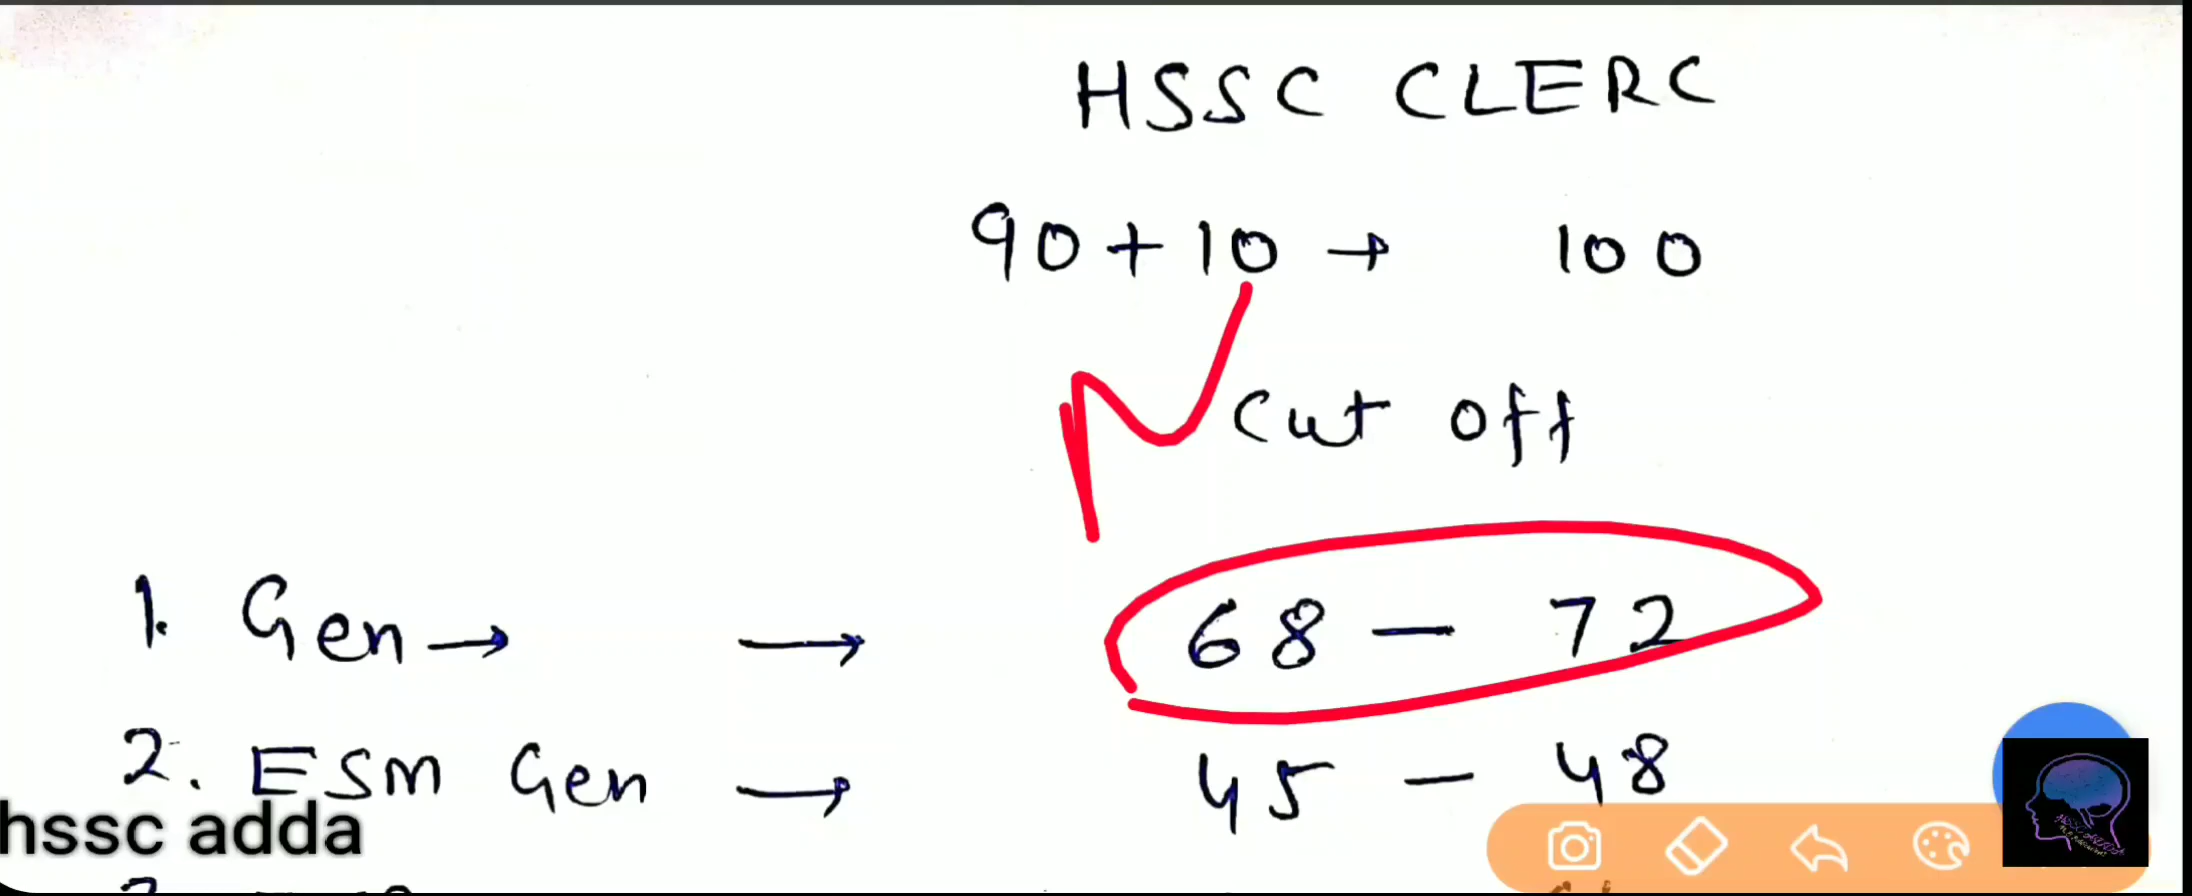 HSSC CLERC
90+10 → 100
Cut off
1. Gen → → 68 – 72
2. ESM Gen → 45 – 48
hssc adda